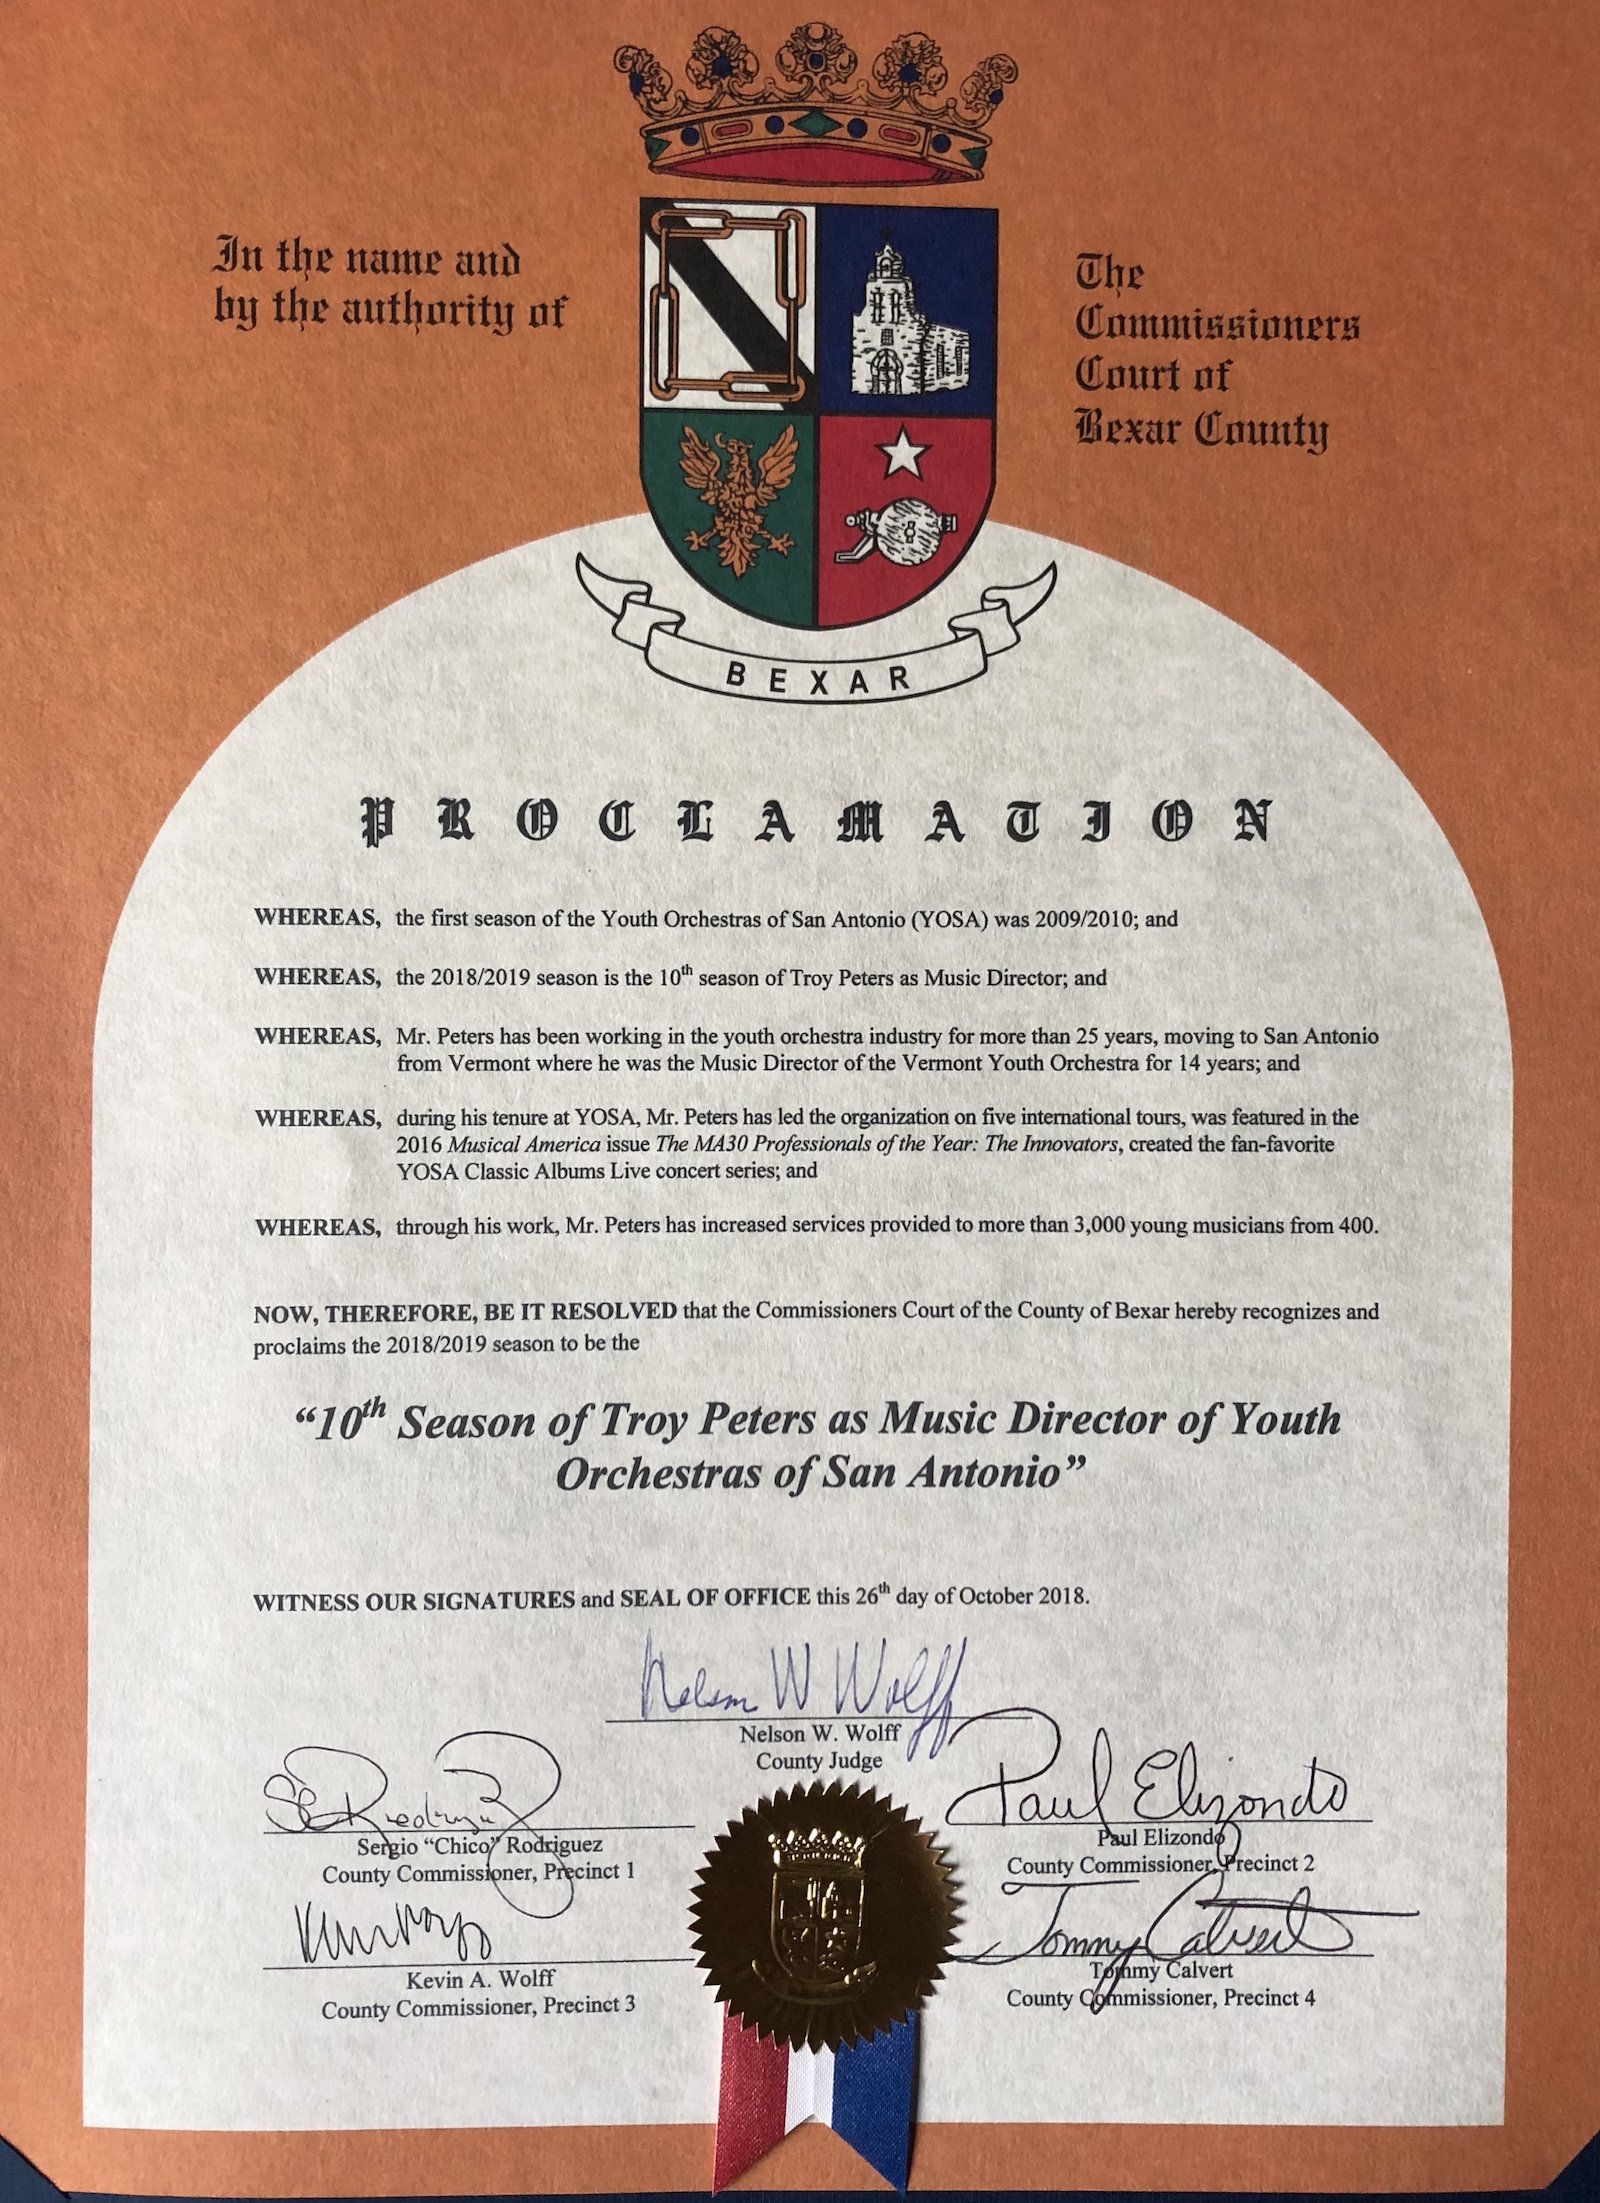 In the name and
by the authority of
The
Commissioners
Court of
Bexar County
BEXAR
PROCLAMATION
WHEREAS, the first season of the Youth Orchestras of San Antonio (YOSA) was 2009/2010; and
WHEREAS, the 2018/2019 season is the 10th season of Troy Peters as Music Director; and
WHEREAS, Mr. Peters has been working in the youth orchestra industry for more than 25 years, moving to San Antonio
from Vermont where he was the Music Director of the Vermont Youth Orchestra for 14 years; and
WHEREAS, during his tenure at YOSA, Mr. Peters has led the organization on five international tours, was featured in the
2016 Musical America issue The MA30 Professionals of the Year: The Innovators, created the fan-favorite
YOSA Classic Albums Live concert series; and
WHEREAS, through his work, Mr. Peters has increased services provided to more than 3,000 young musicians from 400.
NOW, THEREFORE, BE IT RESOLVED that the Commissioners Court of the County of Bexar hereby recognizes and
proclaims the 2018/2019 season to be the
“10th Season of Troy Peters as Music Director of Youth
Orchestras of San Antonio”
WITNESS OUR SIGNATURES and SEAL OF OFFICE this 26th day of October 2018.
Nelson W Wolff
Nelson W. Wolff
County Judge
Sergio “Chico” Rodriguez
County Commissioner, Precinct 1
Paul Elizondo
Paul Elizondo
County Commissioner, Precinct 2
Kevin A. Wolff
County Commissioner, Precinct 3
Tommy Calvert
Tommy Calvert
County Commissioner, Precinct 4